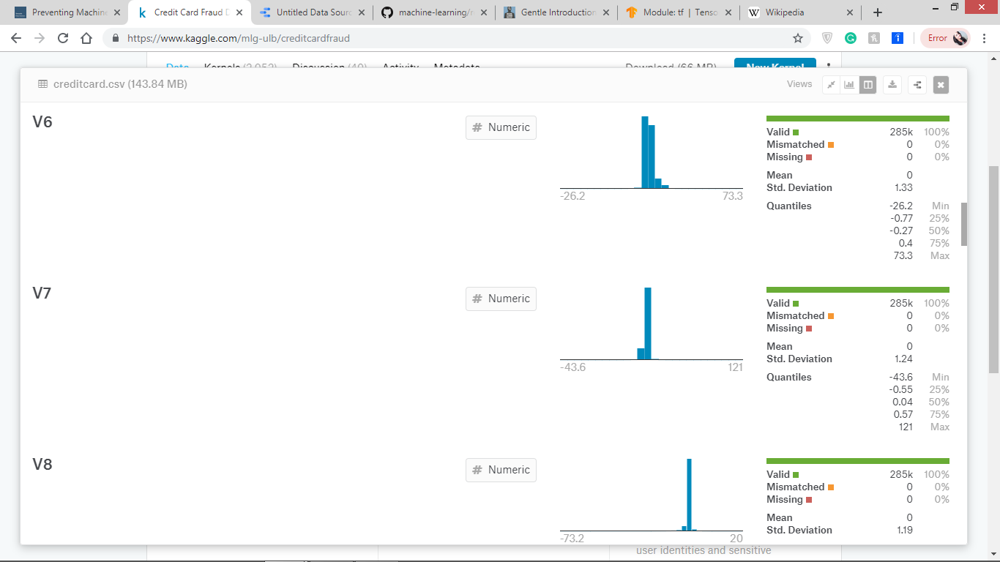 Preventing Machine
Credit Card Fraud D
Untitled Data Sourc
machine-learning/r
Gentle Introduction
Module: tf | Tenso
Wikipedia
https://www.kaggle.com/mlg-ulb/creditcardfraud
Error
Data Kernels (2,052) Discussion (40) Activity Metadata Download (66 MB) New Kernel
creditcard.csv (143.84 MB)
Views
V6
# Numeric
-26.2 73.3
Valid 285k 100%
Mismatched 0 0%
Missing 0 0%
Mean 0
Std. Deviation 1.33
Quantiles -26.2 Min
-0.77 25%
-0.27 50%
0.4 75%
73.3 Max
V7
# Numeric
-43.6 121
Valid 285k 100%
Mismatched 0 0%
Missing 0 0%
Mean 0
Std. Deviation 1.24
Quantiles -43.6 Min
-0.55 25%
0.04 50%
0.57 75%
121 Max
V8
# Numeric
-73.2 20
Valid 285k 100%
Mismatched 0 0%
Missing 0 0%
Mean 0
Std. Deviation 1.19
user identities and sensitive